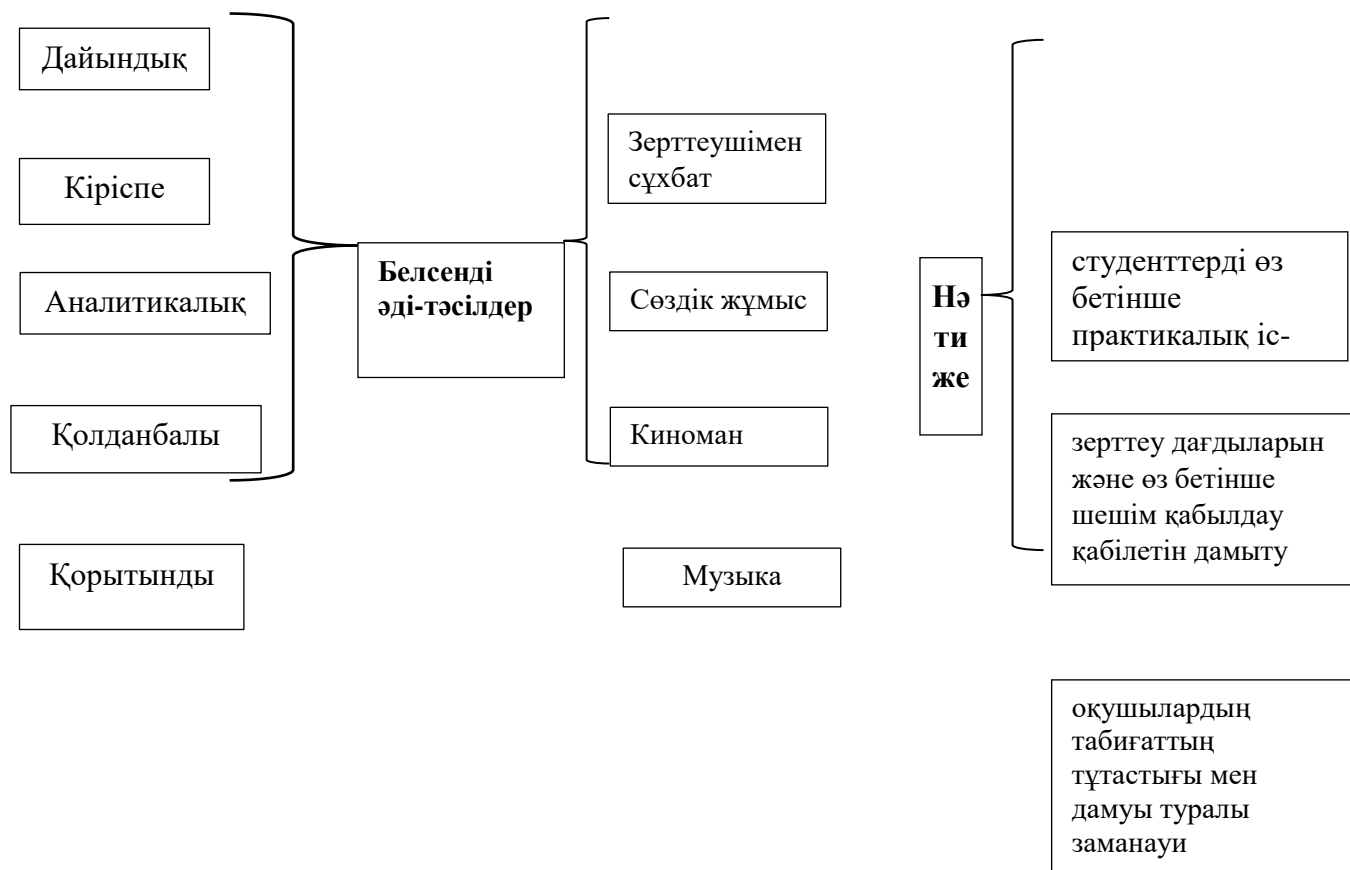 Дайындық
Кіріспе
Аналитикалық
Қолданбалы
Қорытынды
Белсенді
әді-тәсілдер
Зерттеушімен
сұхбат
Сөздік жұмыс
Киноман
Музыка
Нә
ти
же
студенттерді өз
бетінше
практикалық іс-
зерттеу дағдыларын
және өз бетінше
шешім қабылдау
қабілетін дамыту
оқушылардың
табиғаттың
тұтастығы мен
дамуы туралы
заманауи